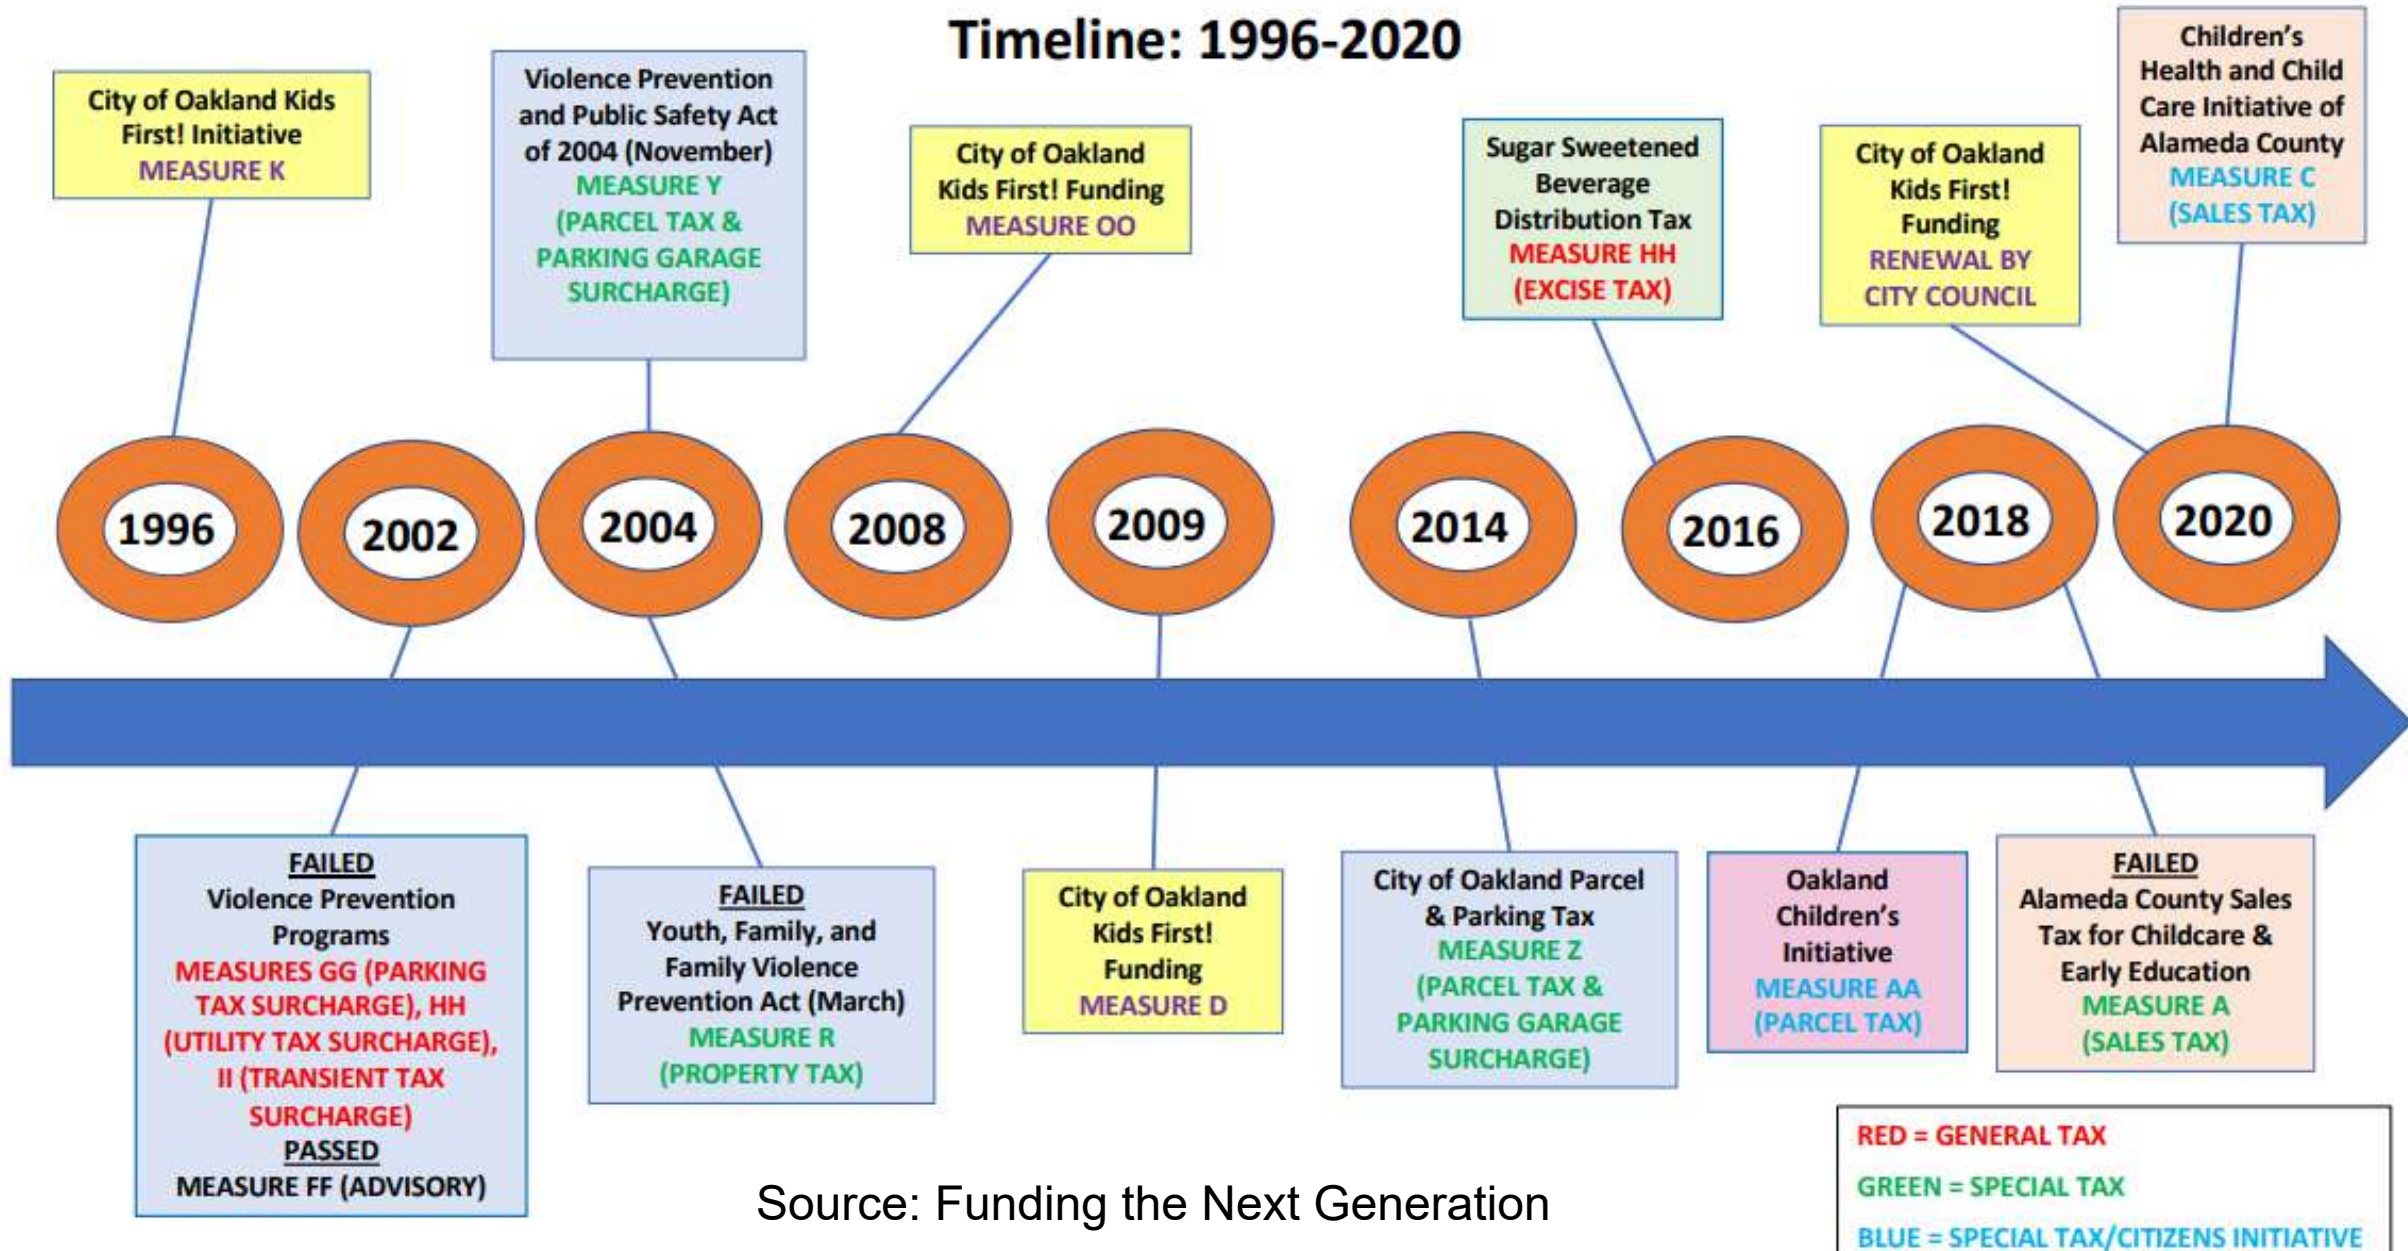 Timeline: 1996-2020
City of Oakland Kids
First! Initiative
MEASURE K
Violence Prevention
and Public Safety Act
of 2004 (November)
MEASURE Y
(PARCEL TAX &
PARKING GARAGE
SURCHARGE)
City of Oakland
Kids First! Funding
MEASURE OO
Sugar Sweetened
Beverage
Distribution Tax
MEASURE HH
(EXCISE TAX)
City of Oakland
Kids First!
Funding
RENEWAL BY
CITY COUNCIL
Children's
Health and Child
Care Initiative of
Alameda County
MEASURE C
(SALES TAX)
1996
2002
2004
2008
2009
2014
2016
2018
2020
FAILED
Violence Prevention
Programs
MEASURES GG (PARKING
TAX SURCHARGE), HH
(UTILITY TAX SURCHARGE),
II (TRANSIENT TAX
SURCHARGE)
PASSED
MEASURE FF (ADVISORY)
FAILED
Youth, Family, and
Family Violence
Prevention Act (March)
MEASURE R
(PROPERTY TAX)
City of Oakland
Kids First!
Funding
MEASURE D
City of Oakland Parcel
& Parking Tax
MEASURE Z
(PARCEL TAX &
PARKING GARAGE
SURCHARGE)
Oakland
Children's
Initiative
MEASURE AA
(PARCEL TAX)
FAILED
Alameda County Sales
Tax for Childcare &
Early Education
MEASURE A
(SALES TAX)
RED = GENERAL TAX
GREEN = SPECIAL TAX
BLUE = SPECIAL TAX/CITIZENS INITIATIVE
Source: Funding the Next Generation